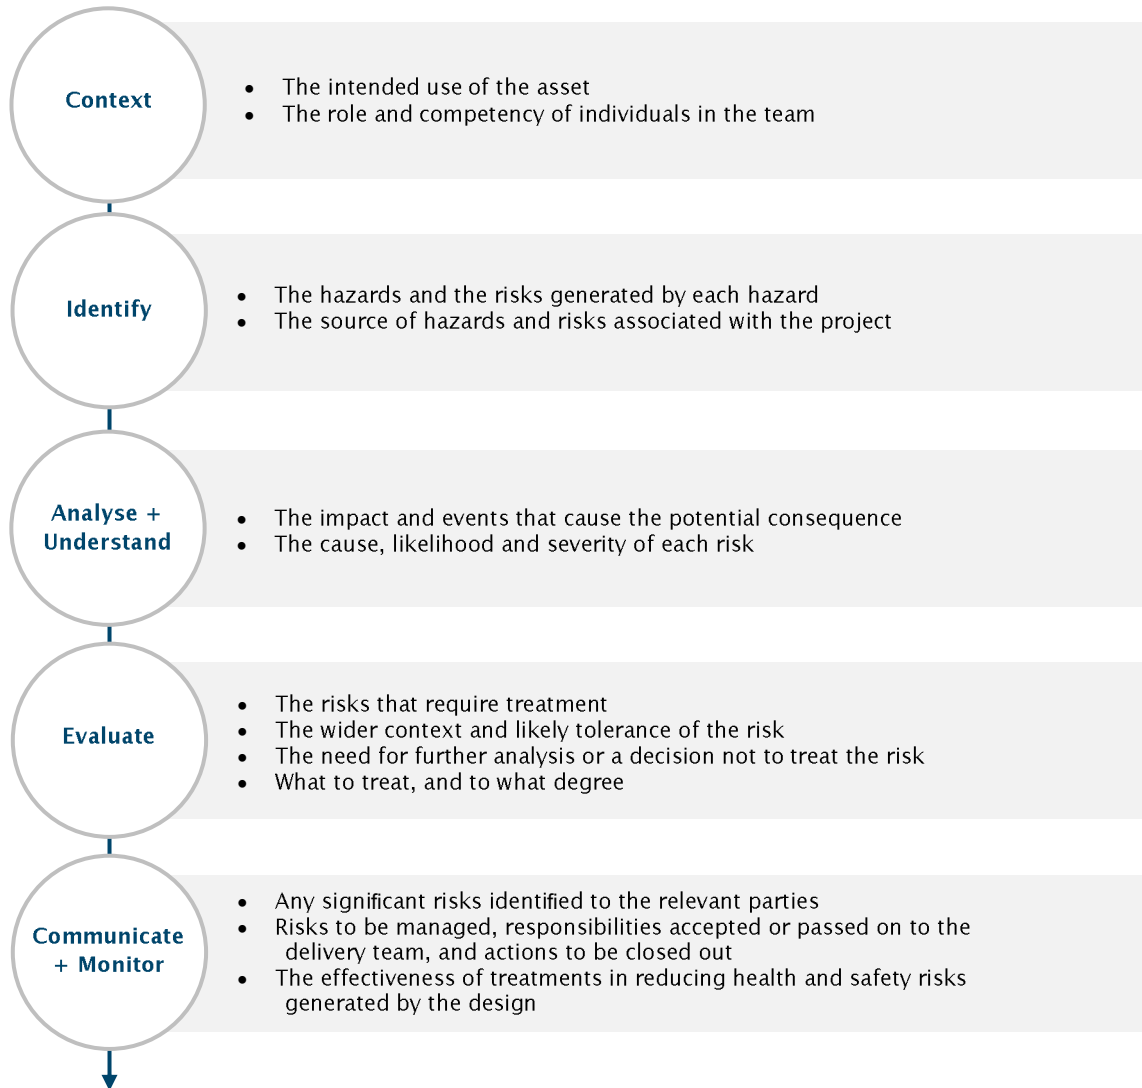 Context
• The intended use of the asset
• The role and competency of individuals in the team
Identify
• The hazards and the risks generated by each hazard
• The source of hazards and risks associated with the project
Analyse +
Understand
• The impact and events that cause the potential consequence
• The cause, likelihood and severity of each risk
Evaluate
• The risks that require treatment
• The wider context and likely tolerance of the risk
• The need for further analysis or a decision not to treat the risk
• What to treat, and to what degree
Communicate
+ Monitor
• Any significant risks identified to the relevant parties
• Risks to be managed, responsibilities accepted or passed on to the
delivery team, and actions to be closed out
• The effectiveness of treatments in reducing health and safety risks
generated by the design